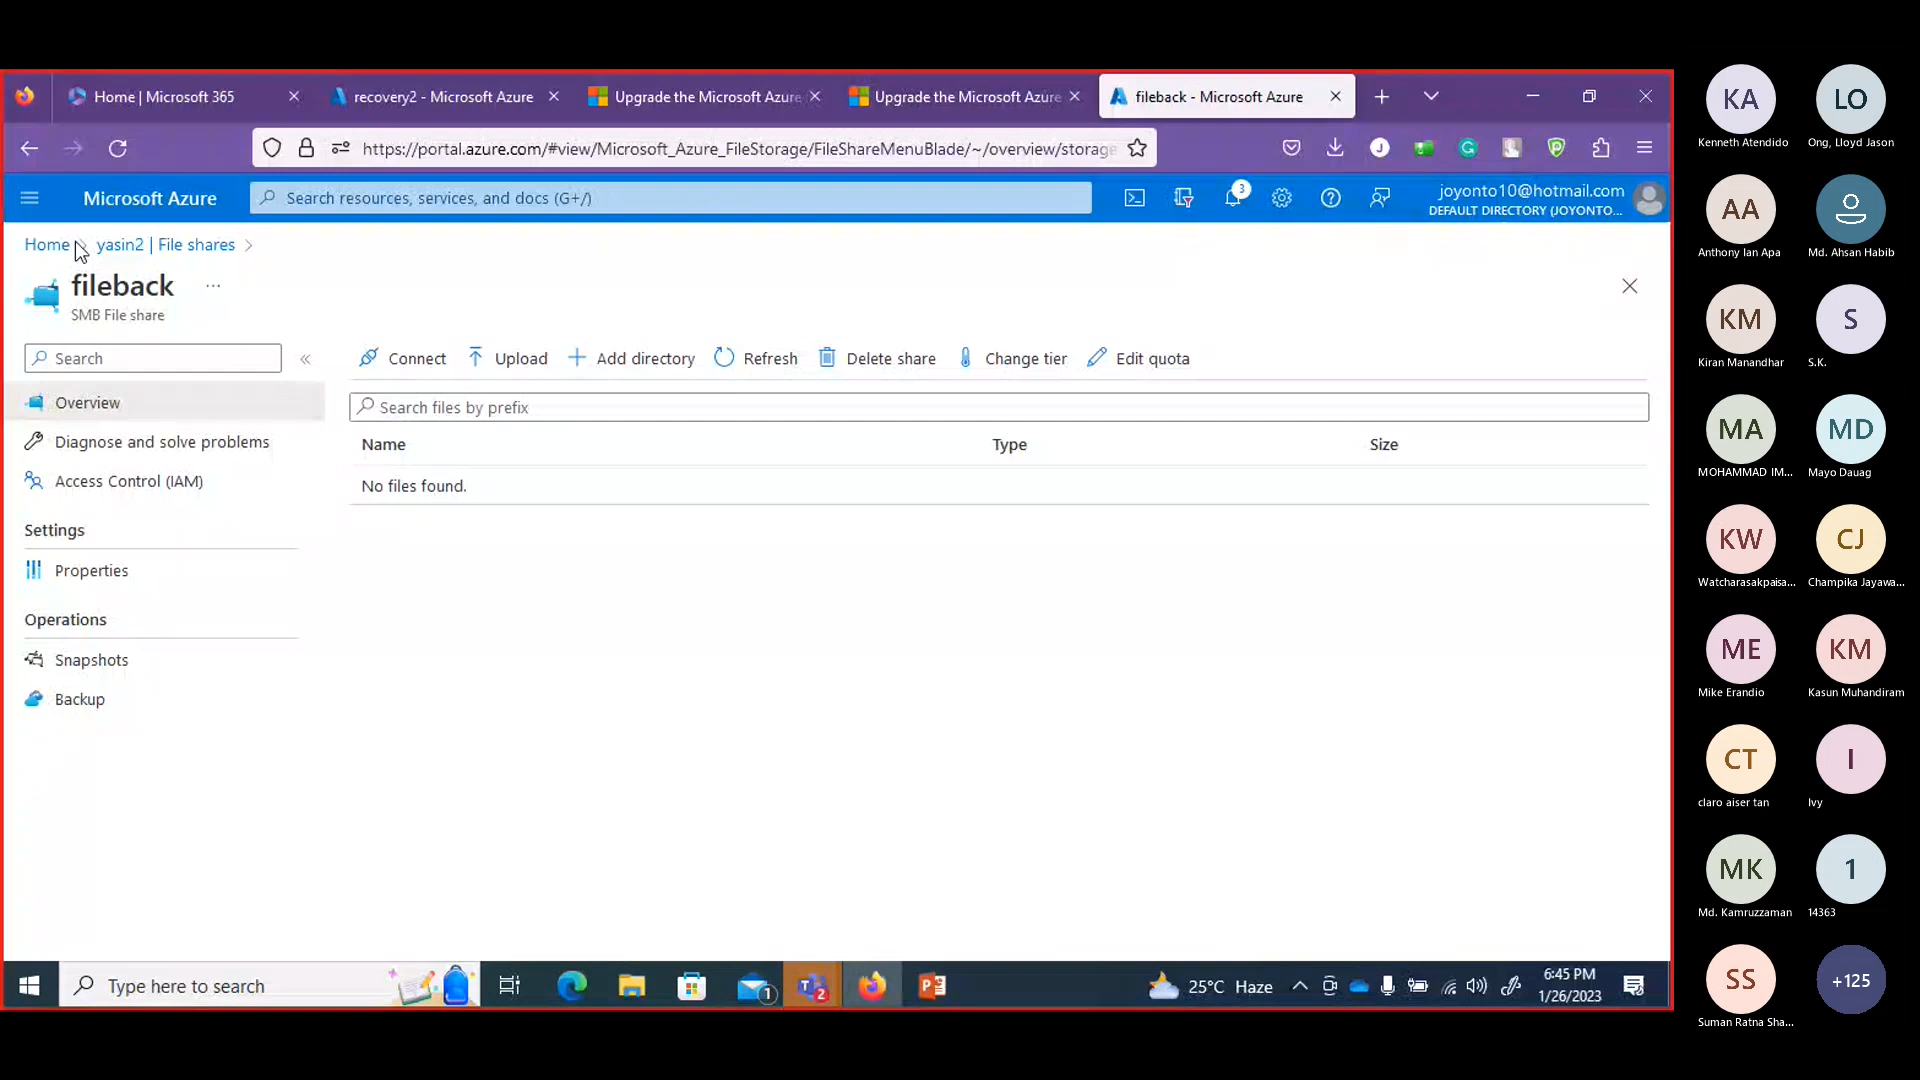 Home | Microsoft 365
recovery2 - Microsoft Azure
Upgrade the Microsoft Azure
Upgrade the Microsoft Azure
fileback - Microsoft Azure
https://portal.azure.com/#view/Microsoft_Azure_FileStorage/FileShareMenuBlade/~/overview/storage
Microsoft Azure
Search resources, services, and docs (G+/)
3
joyonto10@hotmail.com
DEFAULT DIRECTORY (JOYONTO...
Home
yasin2 | File shares
fileback
...
SMB File share
Search
Connect
Upload
Add directory
Refresh
Delete share
Change tier
Edit quota
Search files by prefix
Name Type Size
No files found.
Overview
Diagnose and solve problems
Access Control (IAM)
Settings
Properties
Operations
Snapshots
Backup
Type here to search
1
2
25°C Haze
6:45 PM
1/26/2023
KA
Kenneth Atendido
LO
Ong, Lloyd Jason
AA
Anthony Ian Apa
Md. Ahsan Habib
KM
Kiran Manandhar
S
S.K.
MA
MOHAMMAD IM...
MD
Mayo Dauag
KW
Watcharasakpaisa...
CJ
Champika Jayawa...
ME
Mike Erandio
KM
Kasun Muhandiram
CT
claro aiser tan
I
Ivy
MK
Md. Kamruzzaman
1
14363
SS
Suman Ratna Sha...
+125